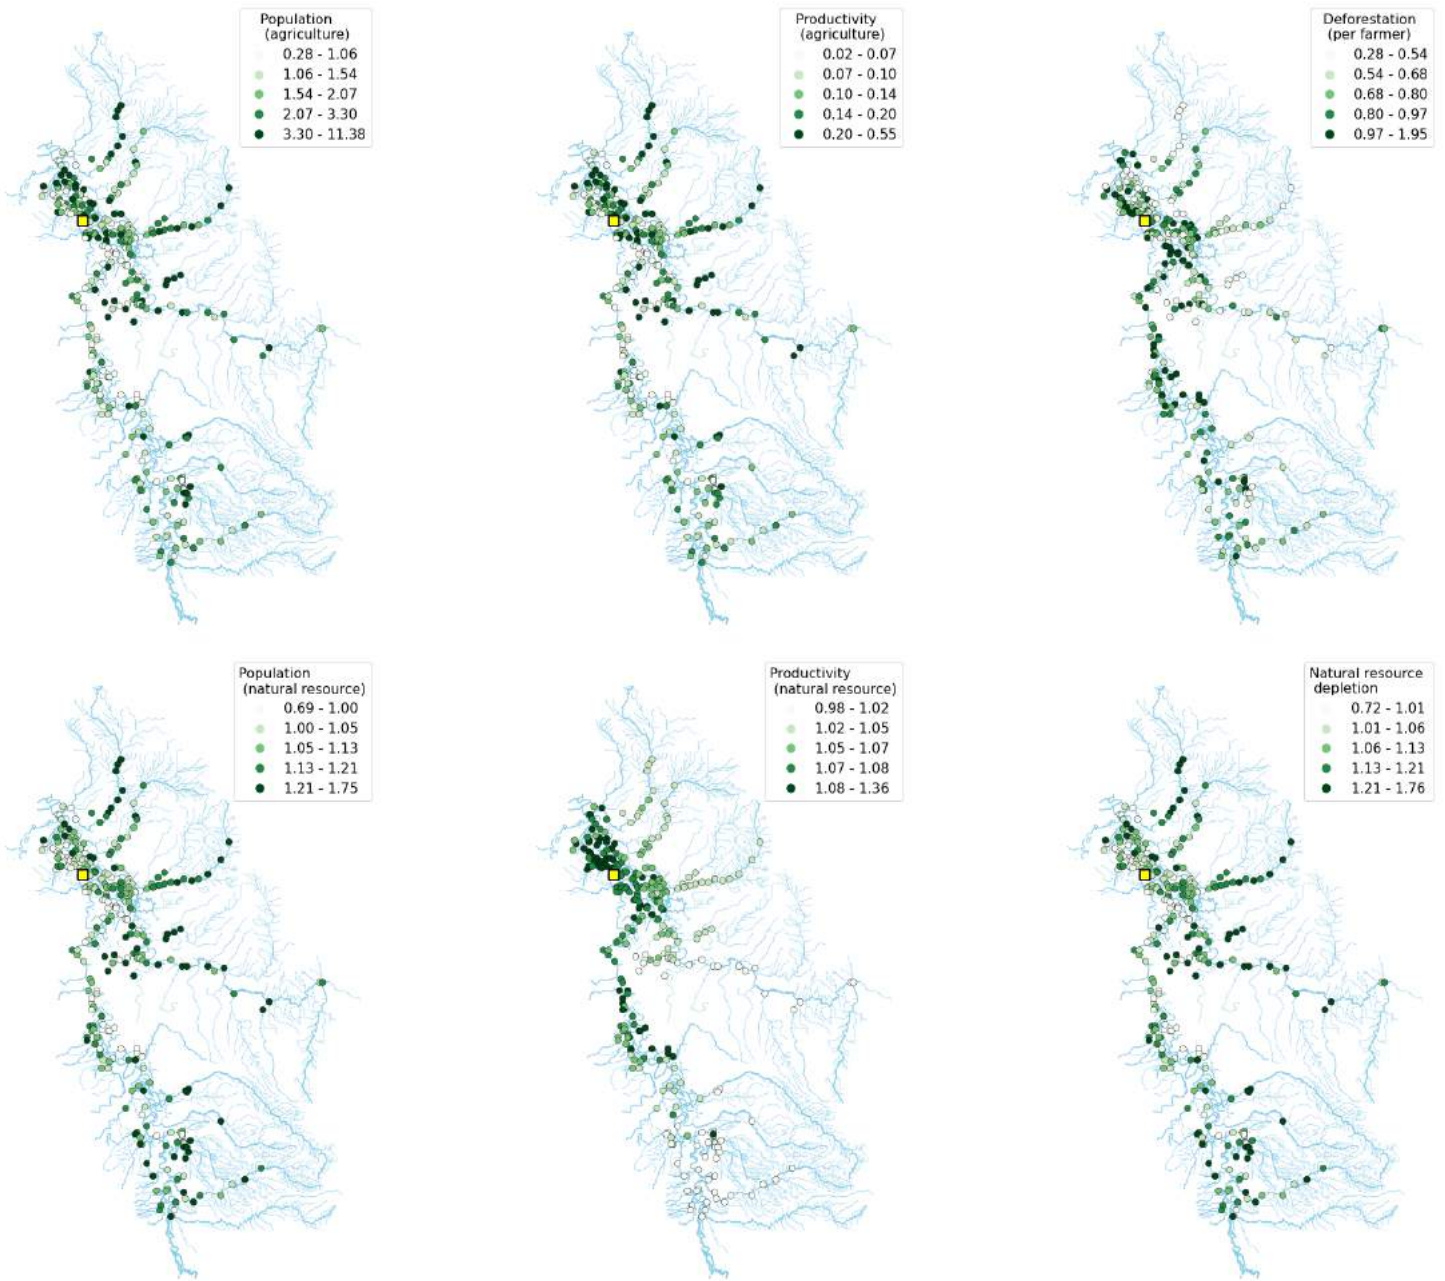 Population
(agriculture)
0.28 - 1.06
1.06 - 1.54
1.54 - 2.07
2.07 - 3.30
3.30 - 11.38
Productivity
(agriculture)
0.02 - 0.07
0.07 - 0.10
0.10 - 0.14
0.14 - 0.20
0.20 - 0.55
Deforestation
(per farmer)
0.28 - 0.54
0.54 - 0.68
0.68 - 0.80
0.80 - 0.97
0.97 - 1.95
Population
(natural resource)
0.69 - 1.00
1.00 - 1.05
1.05 - 1.13
1.13 - 1.21
1.21 - 1.75
Productivity
(natural resource)
0.98 - 1.02
1.02 - 1.05
1.05 - 1.07
1.07 - 1.08
1.08 - 1.36
Natural resource
depletion
0.72 - 1.01
1.01 - 1.06
1.06 - 1.13
1.13 - 1.21
1.21 - 1.76